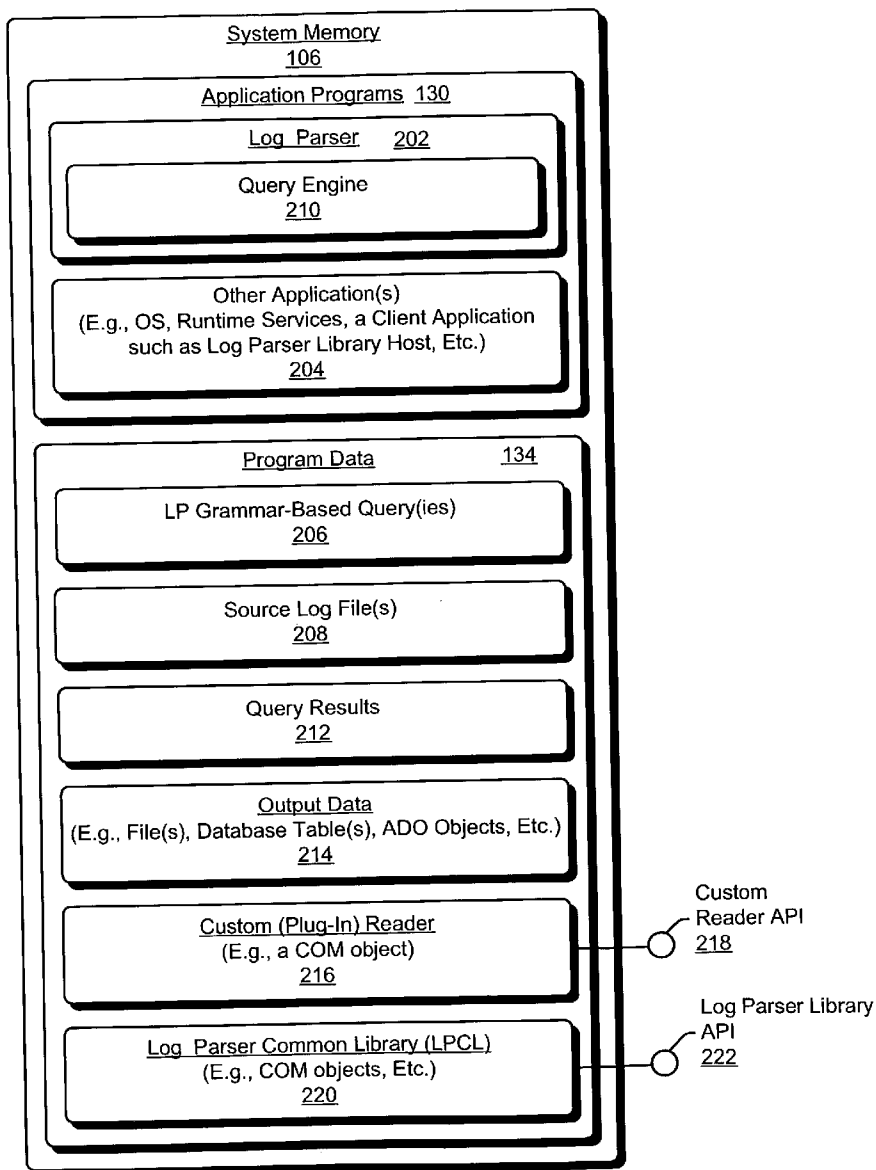 System Memory
106
Application Programs 130
Log Parser 202
Query Engine
210
Other Application(s)
(E.g., OS, Runtime Services, a Client Application
such as Log Parser Library Host, Etc.)
204
Program Data 134
LP Grammar-Based Query(ies)
206
Source Log File(s)
208
Query Results
212
Output Data
(E.g., File(s), Database Table(s), ADO Objects, Etc.)
214
Custom (Plug-In) Reader
(E.g., a COM object)
216
Custom
Reader API
218
Log Parser Common Library (LPCL)
(E.g., COM objects, Etc.)
220
Log Parser Library
API
222